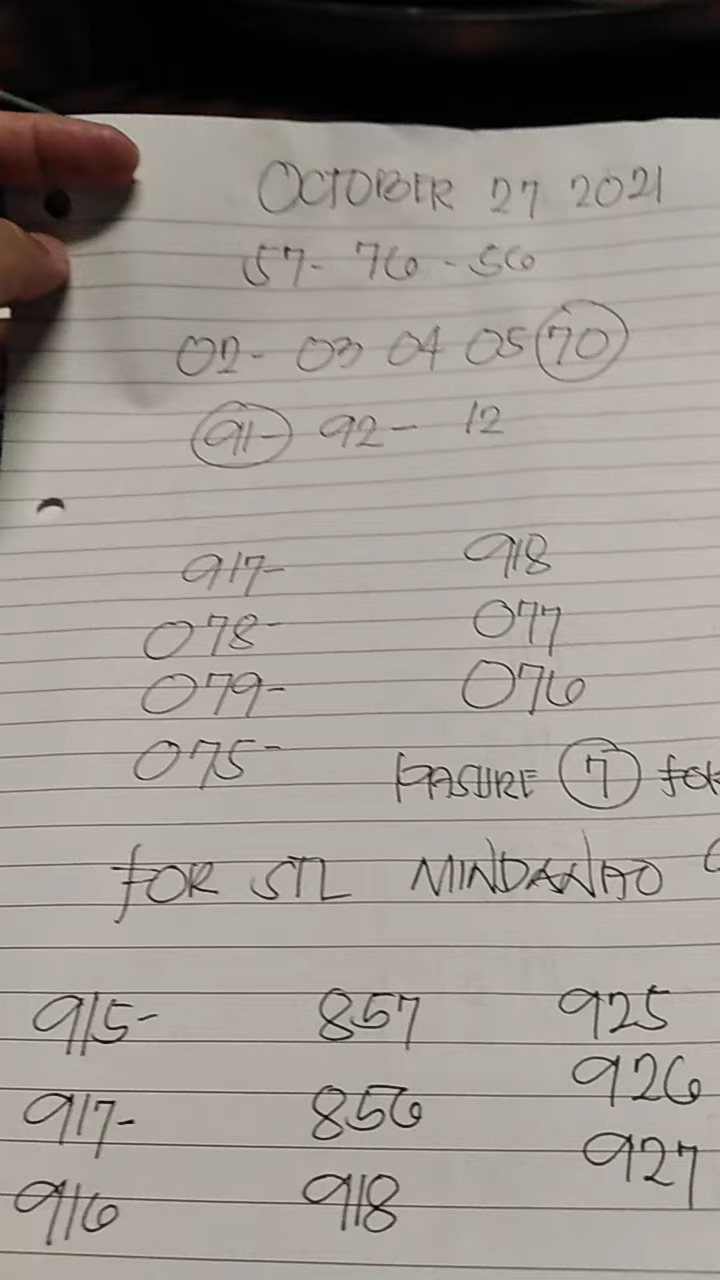 OCTOBER 27 2021
57- 76 - 56
02- 03 04 05 70
91- 92- 12
917- 918
078- 077
079- 076
075- PASURE 7 for
FOR STL MINDANAO
915- 857 925
926
917- 856
927
916 918